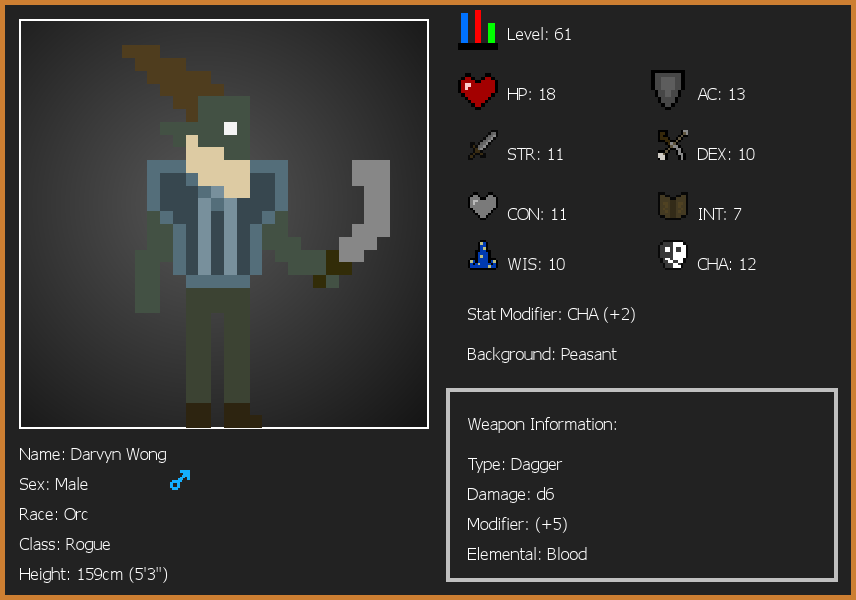 Level: 61
HP: 18
AC: 13
STR: 11
DEX: 10
CON: 11
INT: 7
WIS: 10
CHA: 12
Stat Modifier: CHA (+2)
Background: Peasant
Weapon Information:
Type: Dagger
Damage: d6
Modifier: (+5)
Elemental: Blood
Name: Darvyn Wong
Sex: Male
Race: Orc
Class: Rogue
Height: 159cm (5'3")